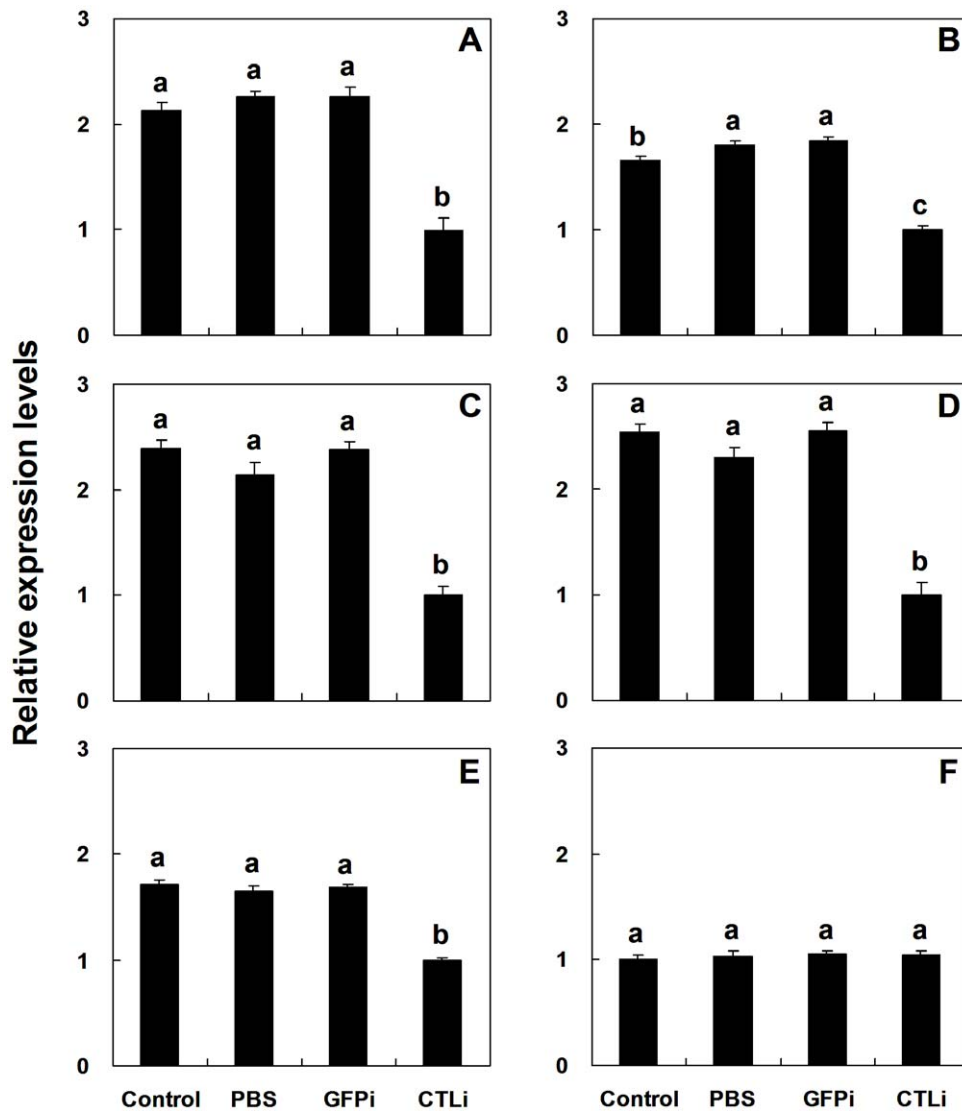 Relative expression levels
3 A
a a a
2
b
1
0
3 B
b a a
2
c
1
0
3 C
a a a
2
b
1
0
3 D
a a a
2
b
1
0
3 E
a a a
2
b
1
0
Control PBS GFPi CTLi
3 F
2
a a a a
1
0
Control PBS GFPi CTLi